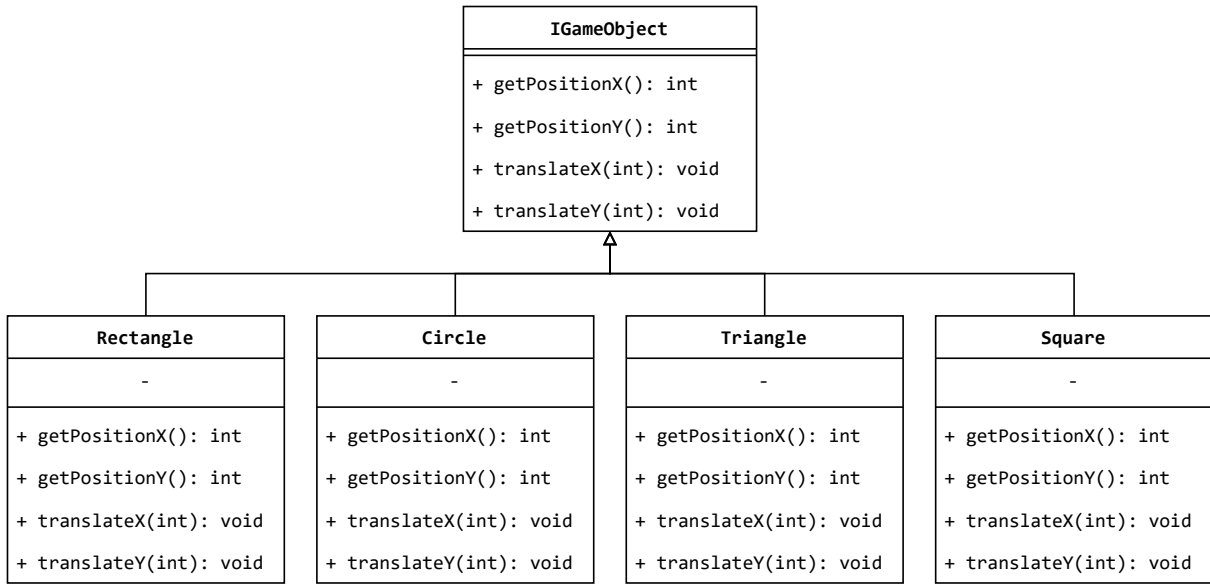 IGameObject
+ getPositionX(): int
+ getPositionY(): int
+ translateX(int): void
+ translateY(int): void
Rectangle
-
+ getPositionX(): int
+ getPositionY(): int
+ translateX(int): void
+ translateY(int): void
Circle
-
+ getPositionX(): int
+ getPositionY(): int
+ translateX(int): void
+ translateY(int): void
Triangle
-
+ getPositionX(): int
+ getPositionY(): int
+ translateX(int): void
+ translateY(int): void
Square
-
+ getPositionX(): int
+ getPositionY(): int
+ translateX(int): void
+ translateY(int): void